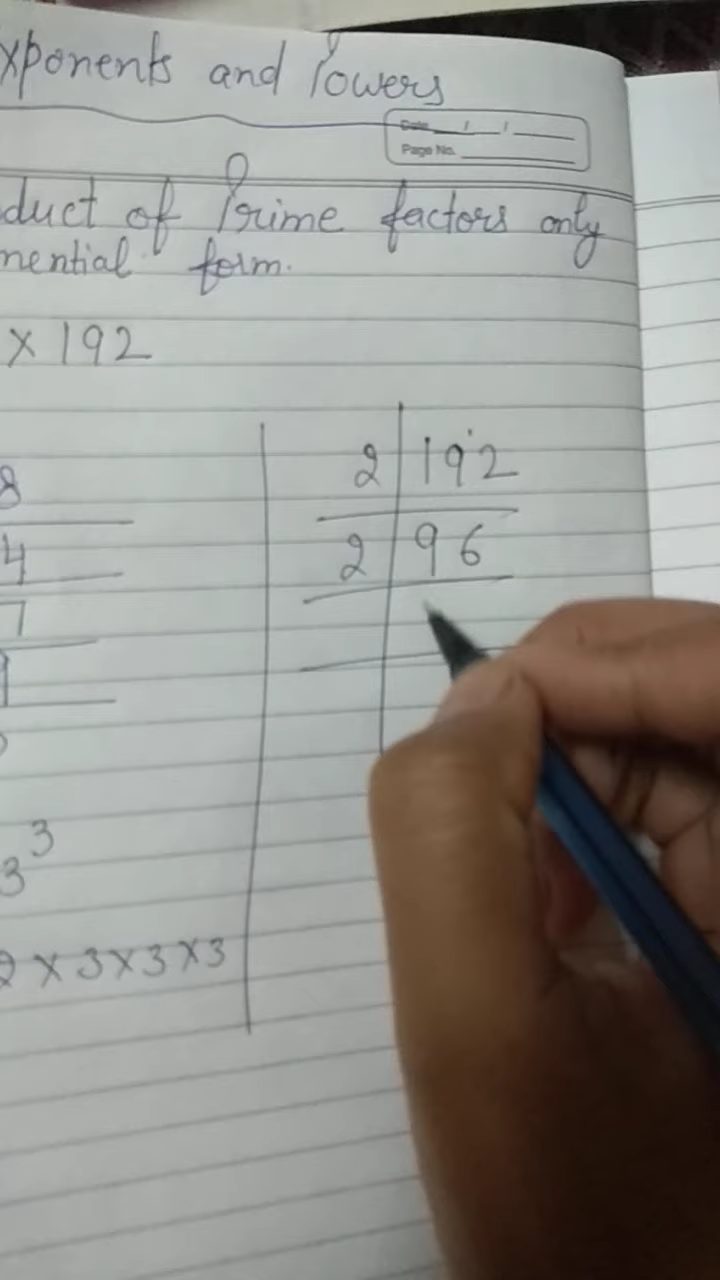 xponents and Powers
Date / /
Page No.
duct of Prime factors only
nential form.
x 192
8
4
7
2 | 192
2 | 96
3 3
2 x 3 x 3 x 3